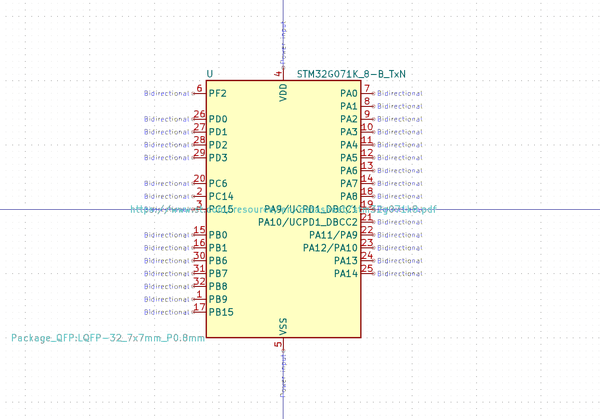 Power input
4
U
STM32G071K_8-B_TxN
VDD
Bidirectional 6 PF2
PA0 7 Bidirectional
PA1 8 Bidirectional
Bidirectional 26 PD0
PA2 9 Bidirectional
Bidirectional 27 PD1
PA3 10 Bidirectional
Bidirectional 28 PD2
PA4 11 Bidirectional
Bidirectional 29 PD3
PA5 12 Bidirectional
PA6 13 Bidirectional
Bidirectional 20 PC6
PA7 14 Bidirectional
Bidirectional 2 PC14
PA8 18 Bidirectional
3 PC15
PA9/UCPD1_DBCC1 19 Bidirectional
PA10/UCPD1_DBCC2 21 Bidirectional
Bidirectional 15 PB0
PA11/PA9 22 Bidirectional
Bidirectional 16 PB1
PA12/PA10 23 Bidirectional
Bidirectional 30 PB6
PA13 24 Bidirectional
Bidirectional 31 PB7
PA14 25 Bidirectional
Bidirectional 32 PB8
Bidirectional 1 PB9
Bidirectional 17 PB15
VSS
Package_QFP:LQFP-32_7x7mm_P0.8mm
5
Power input